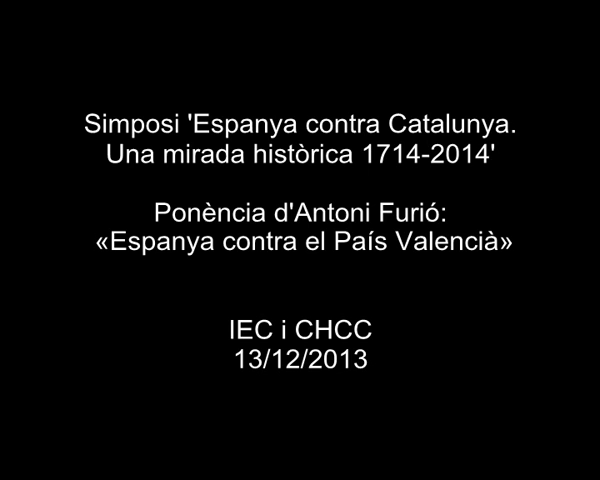 Simposi 'Espanya contra Catalunya.
Una mirada històrica 1714-2014'
Ponència d'Antoni Furió:
«Espanya contra el País Valencià»
IEC i CHCC
13/12/2013